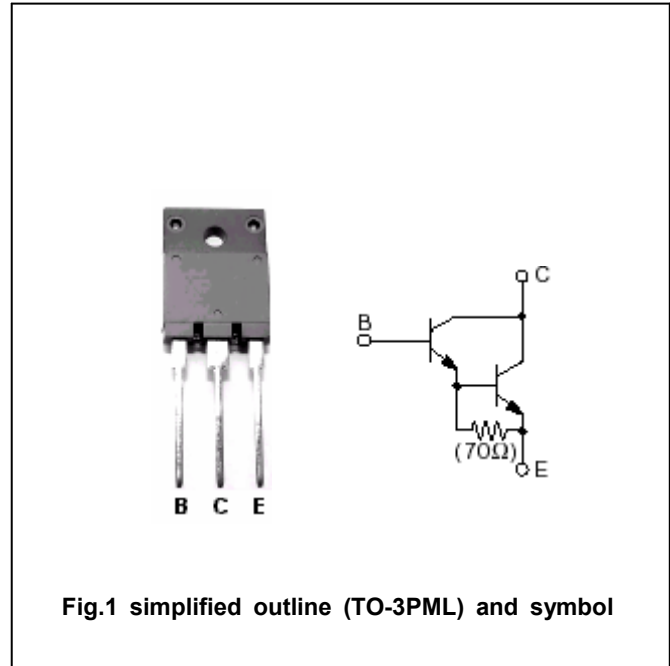 C
B
(70Ω)
E
B C E
Fig.1 simplified outline (TO-3PML) and symbol